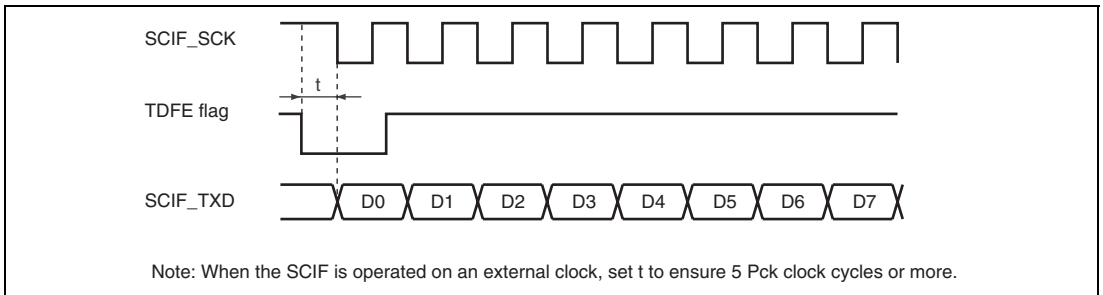 SCIF_SCK
t
TDFE flag
SCIF_TXD D0 D1 D2 D3 D4 D5 D6 D7
Note: When the SCIF is operated on an external clock, set t to ensure 5 Pck clock cycles or more.